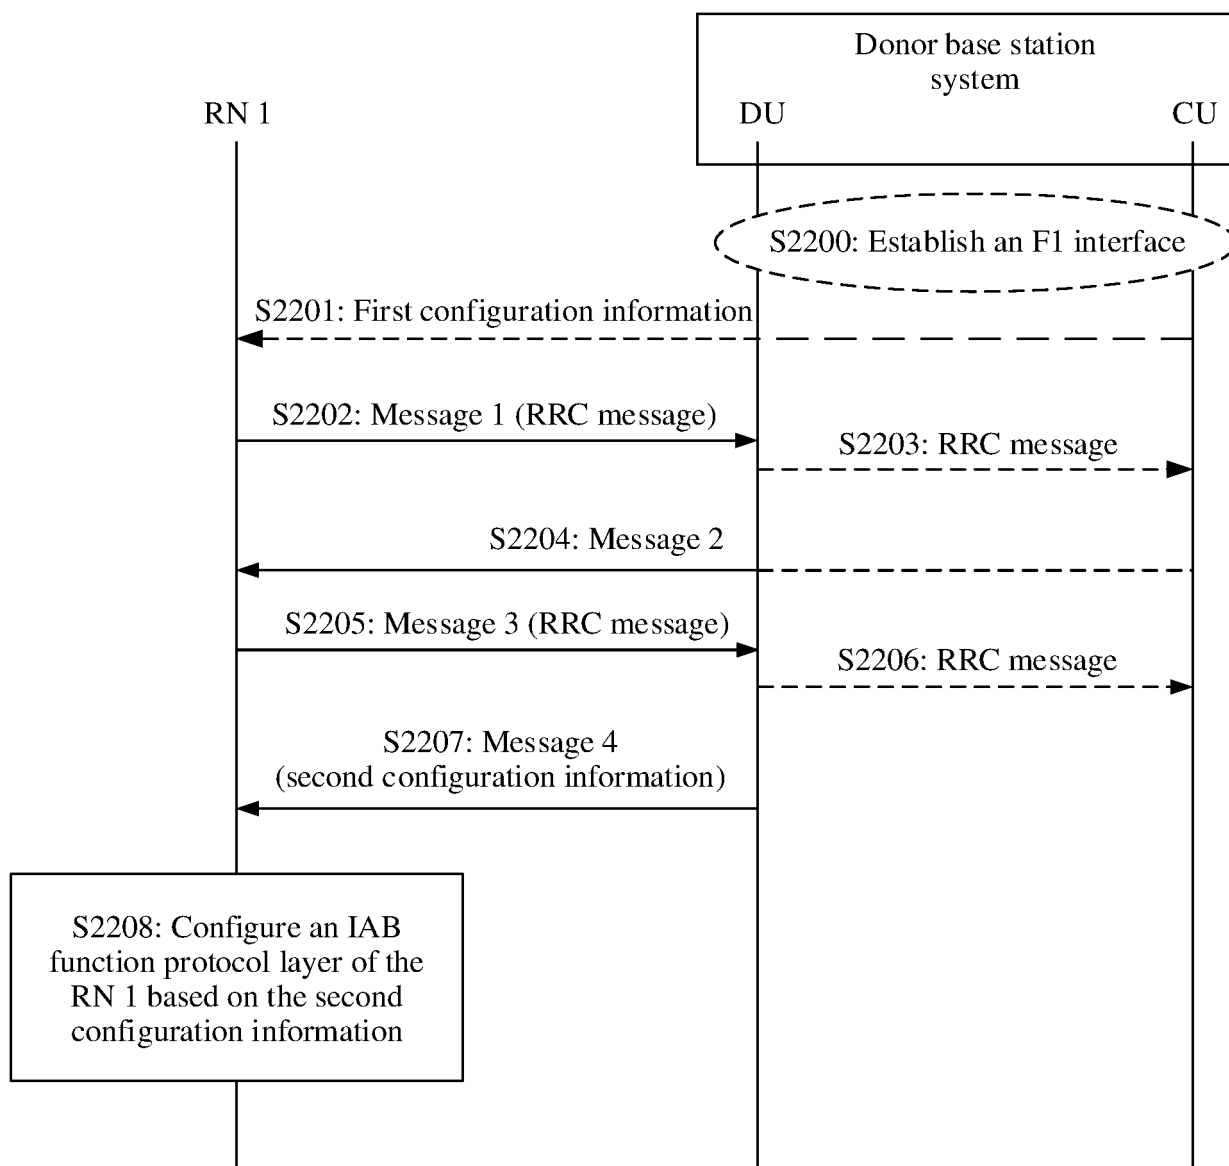 Donor base station
system
RN 1
DU
CU
S2200: Establish an F1 interface
S2201: First configuration information
S2202: Message 1 (RRC message)
S2203: RRC message
S2204: Message 2
S2205: Message 3 (RRC message)
S2206: RRC message
S2207: Message 4
(second configuration information)
S2208: Configure an IAB
function protocol layer of the
RN 1 based on the second
configuration information